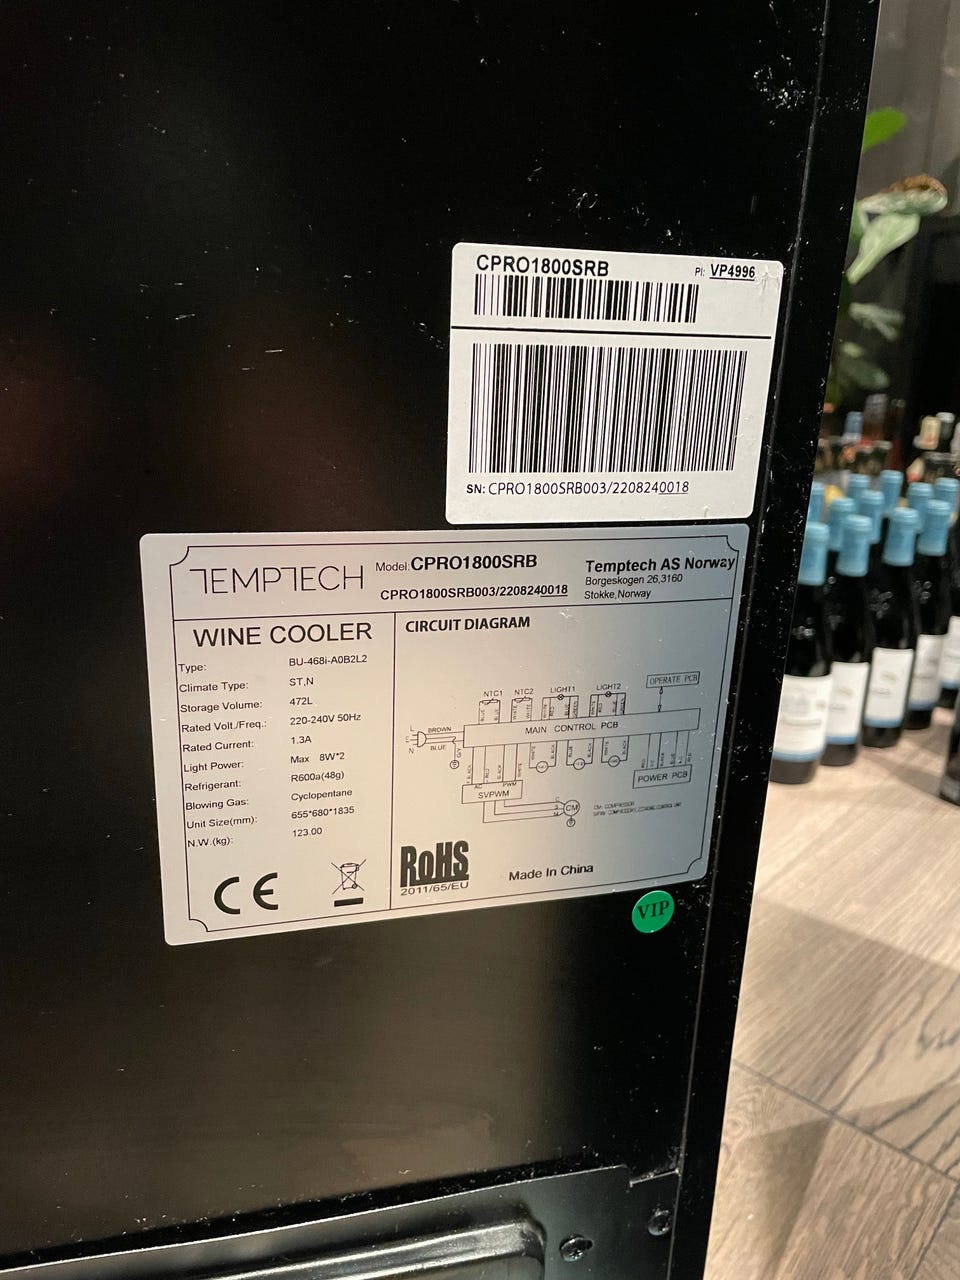 CPRO1800SRB
PI: VP4996
SN: CPRO1800SRB003/2208240018
TEMPTECH
Model:CPRO1800SRB
CPRO1800SRB003/2208240018
Temptech AS Norway
Borgeskogen 26,3160
Stokke,Norway
WINE COOLER
Type: BU-468i-A0B2L2
Climate Type: ST,N
Storage Volume: 472L
Rated Volt./Freq.: 220-240V 50Hz
Rated Current: 1.3A
Light Power: Max 8W*2
Refrigerant: R600a(48g)
Blowing Gas: Cyclopentane
Unit Size(mm): 655*680*1835
N.W.(kg): 123.00
CE
CIRCUIT DIAGRAM
OPERATE PCB
NTC1 NTC2 LIGHT1 LIGHT2
L
E
N
BROWN
BLUE
G/Y
MAIN CONTROL PCB
POWER PCB
AC PWM
SVPWM
CM
CM: COMPRESSOR
RoHS
2011/65/EU
Made In China
VIP